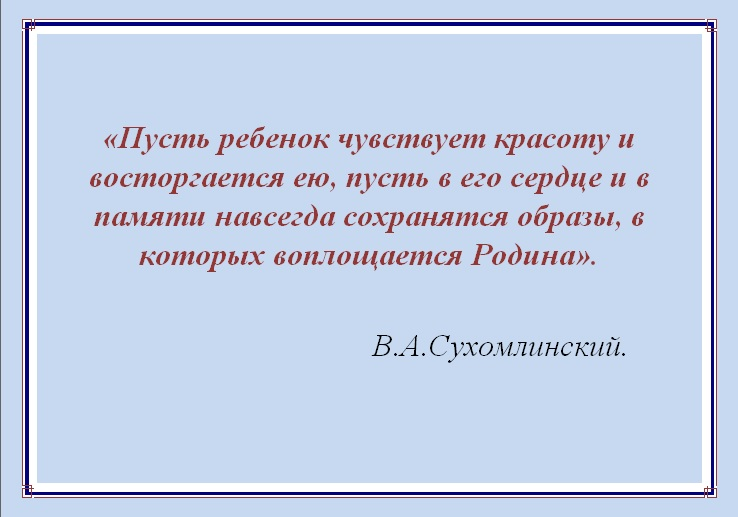 «Пусть ребенок чувствует красоту и
восторгается ею, пусть в его сердце и в
памяти навсегда сохранятся образы, в
которых воплощается Родина».
В.А.Сухомлинский.